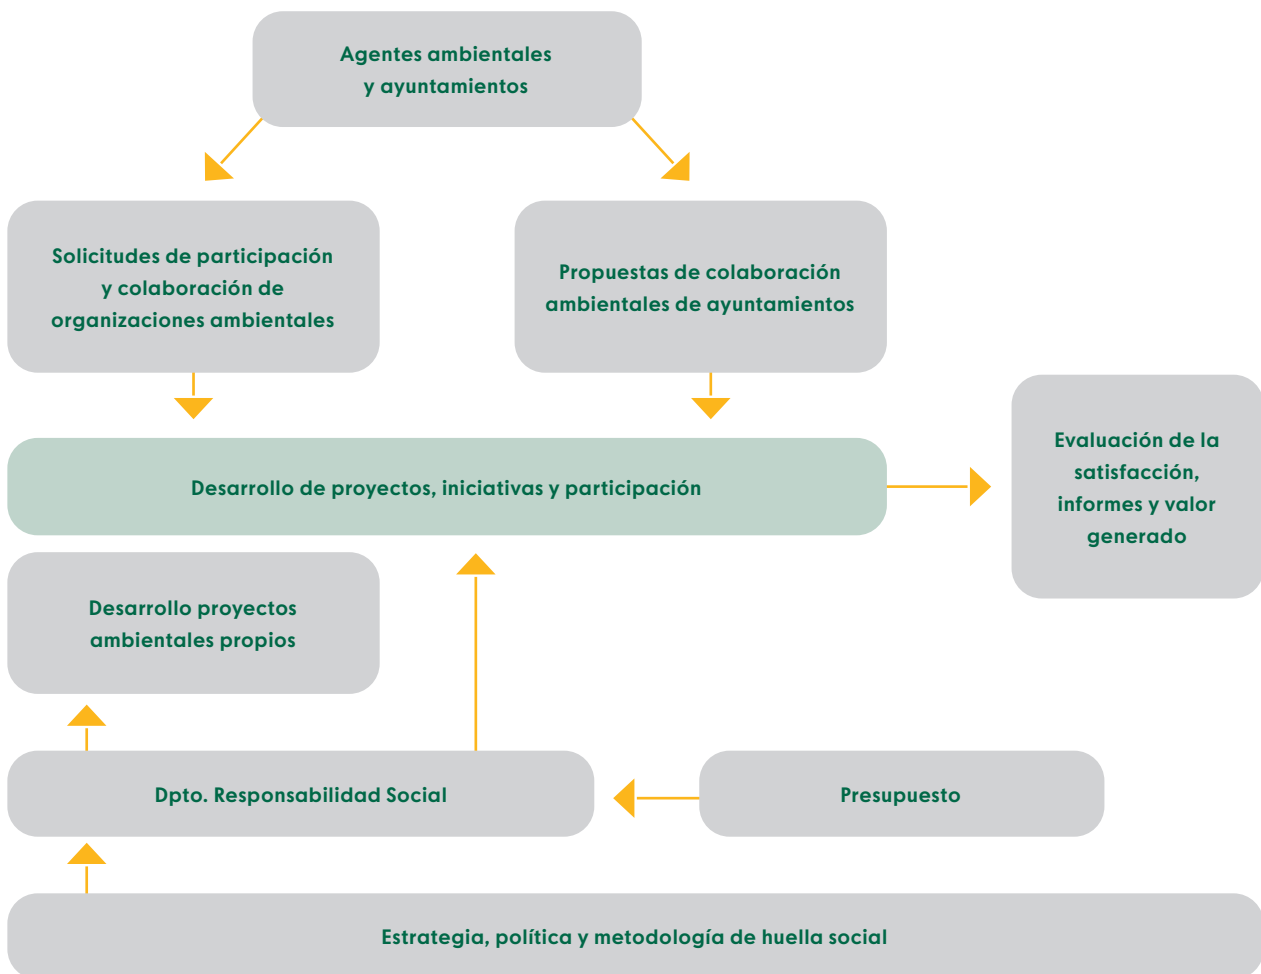 Agentes ambientales
y ayuntamientos
Solicitudes de participación
y colaboración de
organizaciones ambientales
Propuestas de colaboración
ambientales de ayuntamientos
Desarrollo de proyectos, iniciativas y participación
Evaluación de la
satisfacción,
informes y valor
generado
Desarrollo proyectos
ambientales propios
Dpto. Responsabilidad Social
Presupuesto
Estrategia, política y metodología de huella social